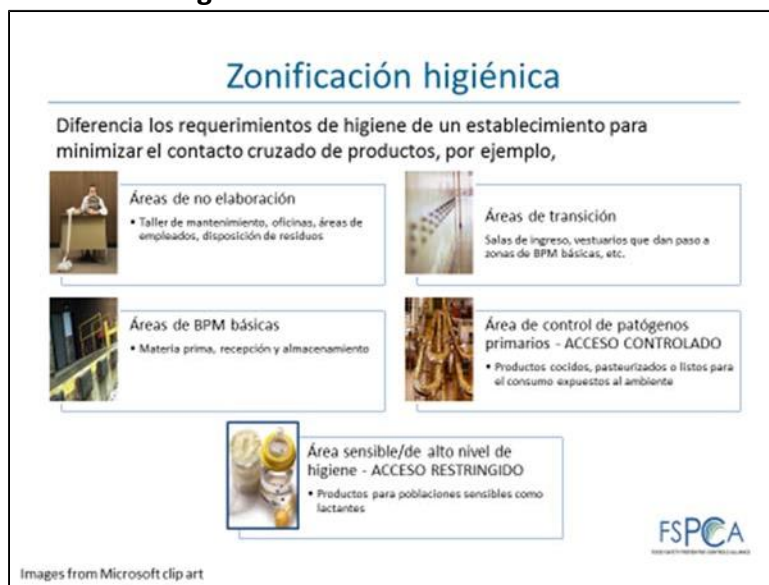 Zonificación higiénica
Diferencia los requerimientos de higiene de un establecimiento para
minimizar el contacto cruzado de productos, por ejemplo,
Áreas de no elaboración
• Taller de mantenimiento, oficinas, áreas de
empleados, disposición de residuos
Áreas de transición
Salas de ingreso, vestuarios que dan paso a
zonas de BPM básicas, etc.
Áreas de BPM básicas
• Materia prima, recepción y almacenamiento
Área de control de patógenos
primarios - ACCESO CONTROLADO
• Productos cocidos, pasteurizados o listos para
el consumo expuestos al ambiente
Área sensible/de alto nivel de
higiene - ACCESO RESTRINGIDO
• Productos para poblaciones sensibles como
lactantes
FSPCA
Images from Microsoft clip art